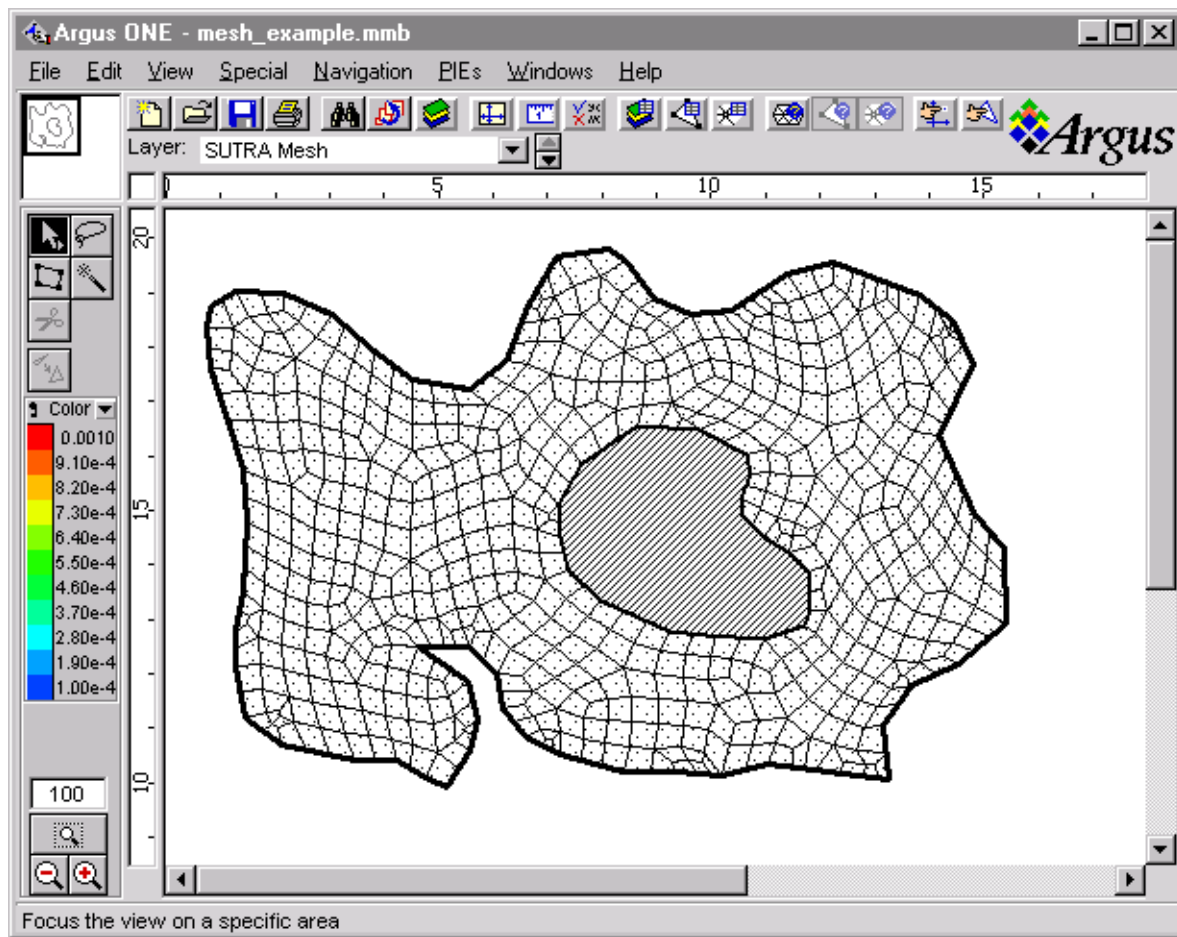 Argus ONE - mesh_example.mmb
File Edit View Special Navigation PIEs Windows Help
Argus
Layer: SUTRA Mesh
0 5 10 15
20
15
10
Color
0.0010
9.10e-4
8.20e-4
7.30e-4
6.40e-4
5.50e-4
4.60e-4
3.70e-4
2.80e-4
1.90e-4
1.00e-4
100
Focus the view on a specific area